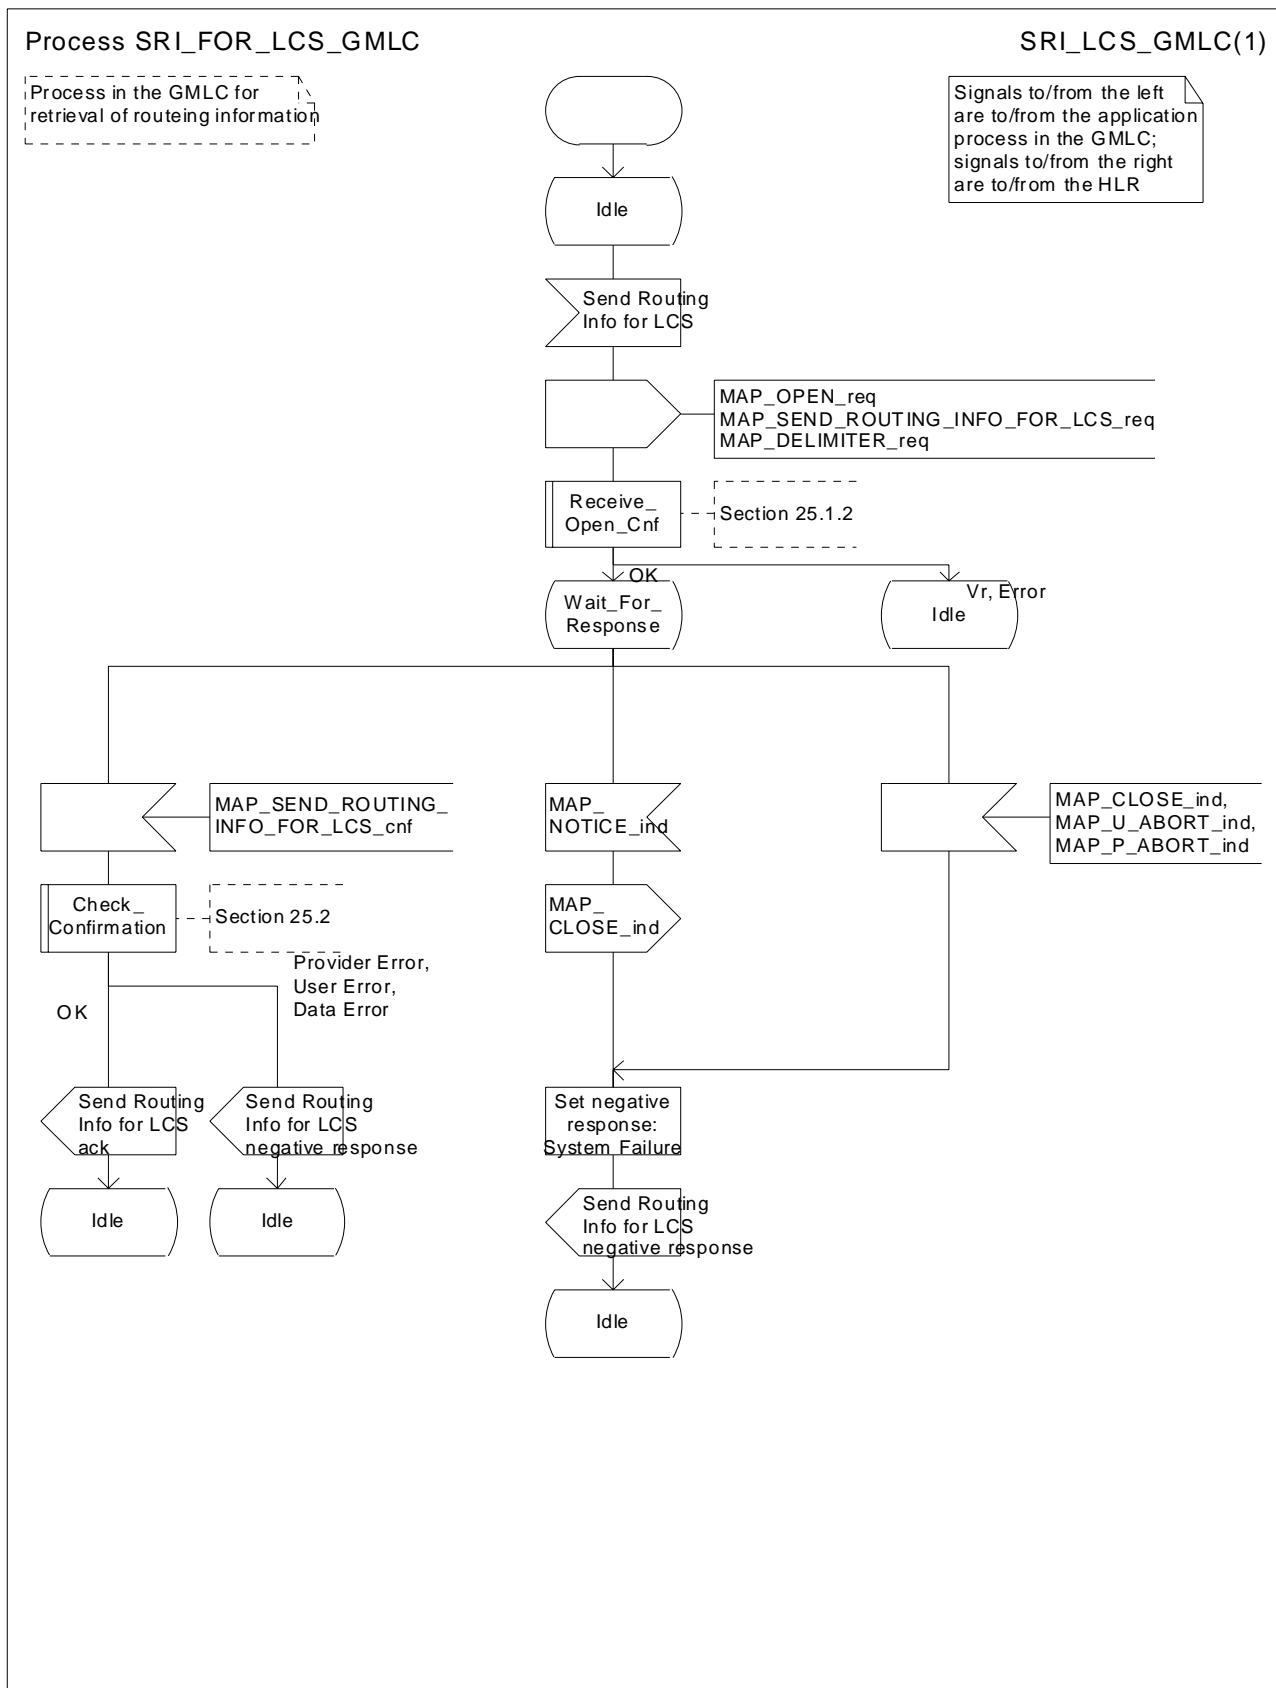 Process SRI_FOR_LCS_GMLC
SRI_LCS_GMLC(1)
Process in the GMLC for
retrieval of routeing information
Signals to/from the left
are to/from the application
process in the GMLC;
signals to/from the right
are to/from the HLR
Idle
Send Routing
Info for LCS
MAP_OPEN_req
MAP_SEND_ROUTING_INFO_FOR_LCS_req
MAP_DELIMITER_req
Receive_
Open_Cnf
Section 25.1.2
OK
Vr, Error
Wait_For_
Response
Idle
MAP_SEND_ROUTING_
INFO_FOR_LCS_cnf
MAP_
NOTICE_ind
MAP_CLOSE_ind,
MAP_U_ABORT_ind,
MAP_P_ABORT_ind
Check_
Confirmation
Section 25.2
MAP_
CLOSE_ind
Provider Error,
User Error,
Data Error
OK
Send Routing
Info for LCS
ack
Send Routing
Info for LCS
negative response
Set negative
response:
System Failure
Idle
Idle
Send Routing
Info for LCS
negative response
Idle